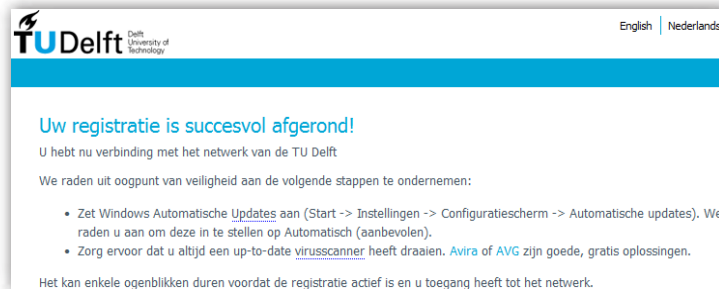 TUDelft Delft University of Technology
English | Nederlands
Uw registratie is succesvol afgerond!
U hebt nu verbinding met het netwerk van de TU Delft
We raden uit oogpunt van veiligheid aan de volgende stappen te ondernemen:
• Zet Windows Automatische Updates aan (Start -> Instellingen -> Configuratiescherm -> Automatische updates). We
raden u aan om deze in te stellen op Automatisch (aanbevolen).
• Zorg ervoor dat u altijd een up-to-date virusscanner heeft draaien. Avira of AVG zijn goede, gratis oplossingen.
Het kan enkele ogenblikken duren voordat de registratie actief is en u toegang heeft tot het netwerk.